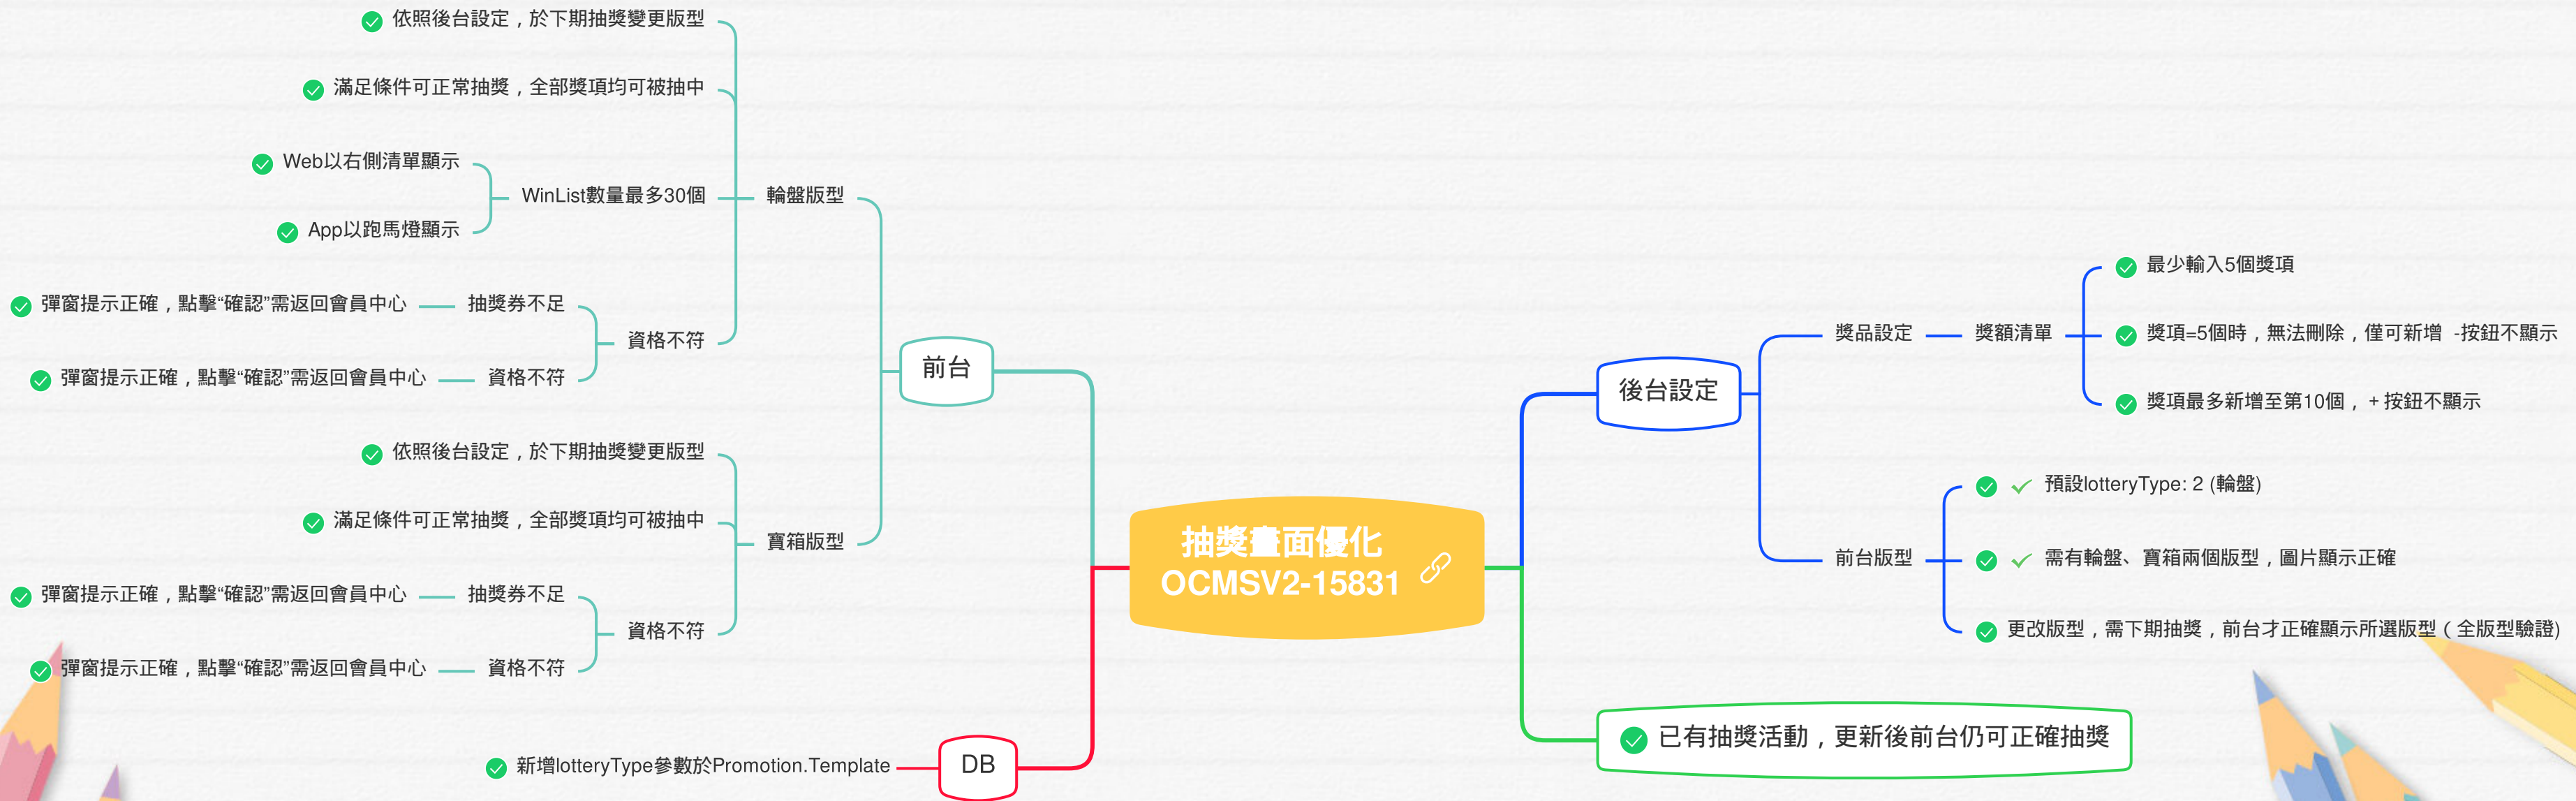 抽獎畫面優化
OCMSV2-15831
後台設定
獎品設定
獎額清單
最少輸入5個獎項
獎項=5個時，無法刪除，僅可新增 -按鈕不顯示
獎項最多新增至第10個，+ 按鈕不顯示
前台版型
預設lotteryType: 2 (輪盤)
需有輪盤、寶箱兩個版型，圖片顯示正確
更改版型，需下期抽獎，前台才正確顯示所選版型（全版型驗證)
已有抽獎活動，更新後前台仍可正確抽獎
前台
輪盤版型
依照後台設定，於下期抽獎變更版型
滿足條件可正常抽獎，全部獎項均可被抽中
WinList數量最多30個
Web以右側清單顯示
App以跑馬燈顯示
資格不符
抽獎券不足
彈窗提示正確，點擊“確認”需返回會員中心
資格不符
彈窗提示正確，點擊“確認”需返回會員中心
寶箱版型
依照後台設定，於下期抽獎變更版型
滿足條件可正常抽獎，全部獎項均可被抽中
資格不符
抽獎券不足
彈窗提示正確，點擊“確認”需返回會員中心
資格不符
彈窗提示正確，點擊“確認”需返回會員中心
DB
新增lotteryType參數於Promotion.Template